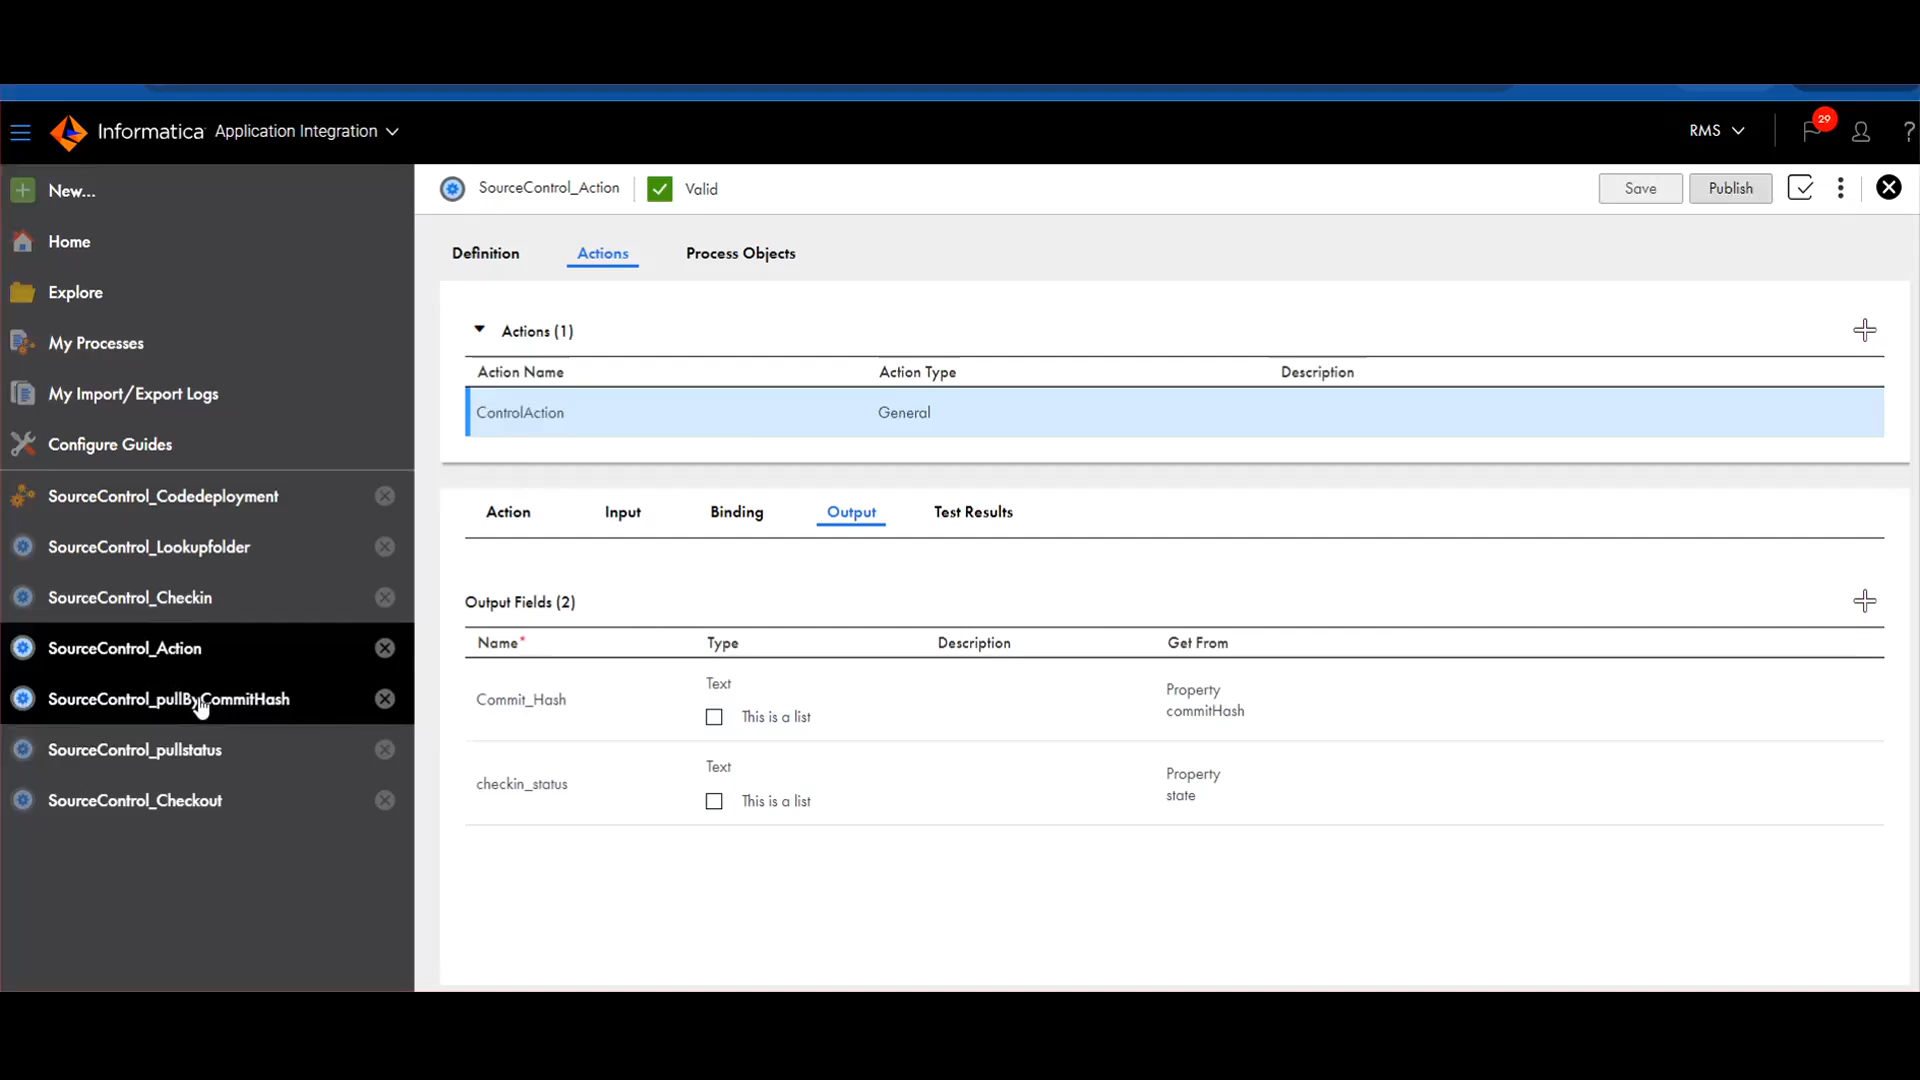 Informatica Application Integration
RMS
29
?
New...
Home
Explore
My Processes
My Import/Export Logs
Configure Guides
SourceControl_Codedeployment
SourceControl_Lookupfolder
SourceControl_Checkin
SourceControl_Action
SourceControl_pullByCommitHash
SourceControl_pullstatus
SourceControl_Checkout
SourceControl_Action
Valid
Save
Publish
Definition
Actions
Process Objects
Actions (1)
Action Name Action Type Description
ControlAction General
Action Input Binding Output Test Results
Output Fields (2)
Name* Type Description Get From
Commit_Hash
Text
This is a list
Property
commitHash
checkin_status
Text
This is a list
Property
state